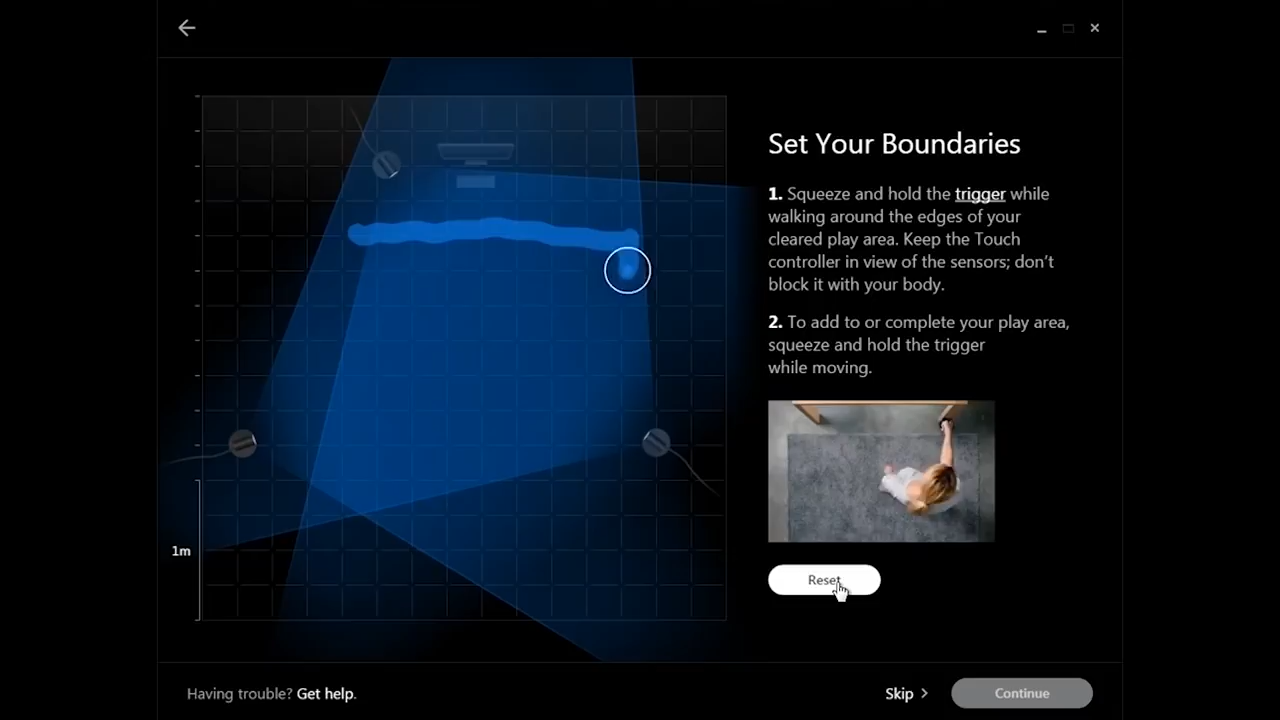 Set Your Boundaries
1. Squeeze and hold the trigger while
walking around the edges of your
cleared play area. Keep the Touch
controller in view of the sensors; don't
block it with your body.
2. To add to or complete your play area,
squeeze and hold the trigger
while moving.
1m
Reset
Having trouble? Get help.
Skip
Continue